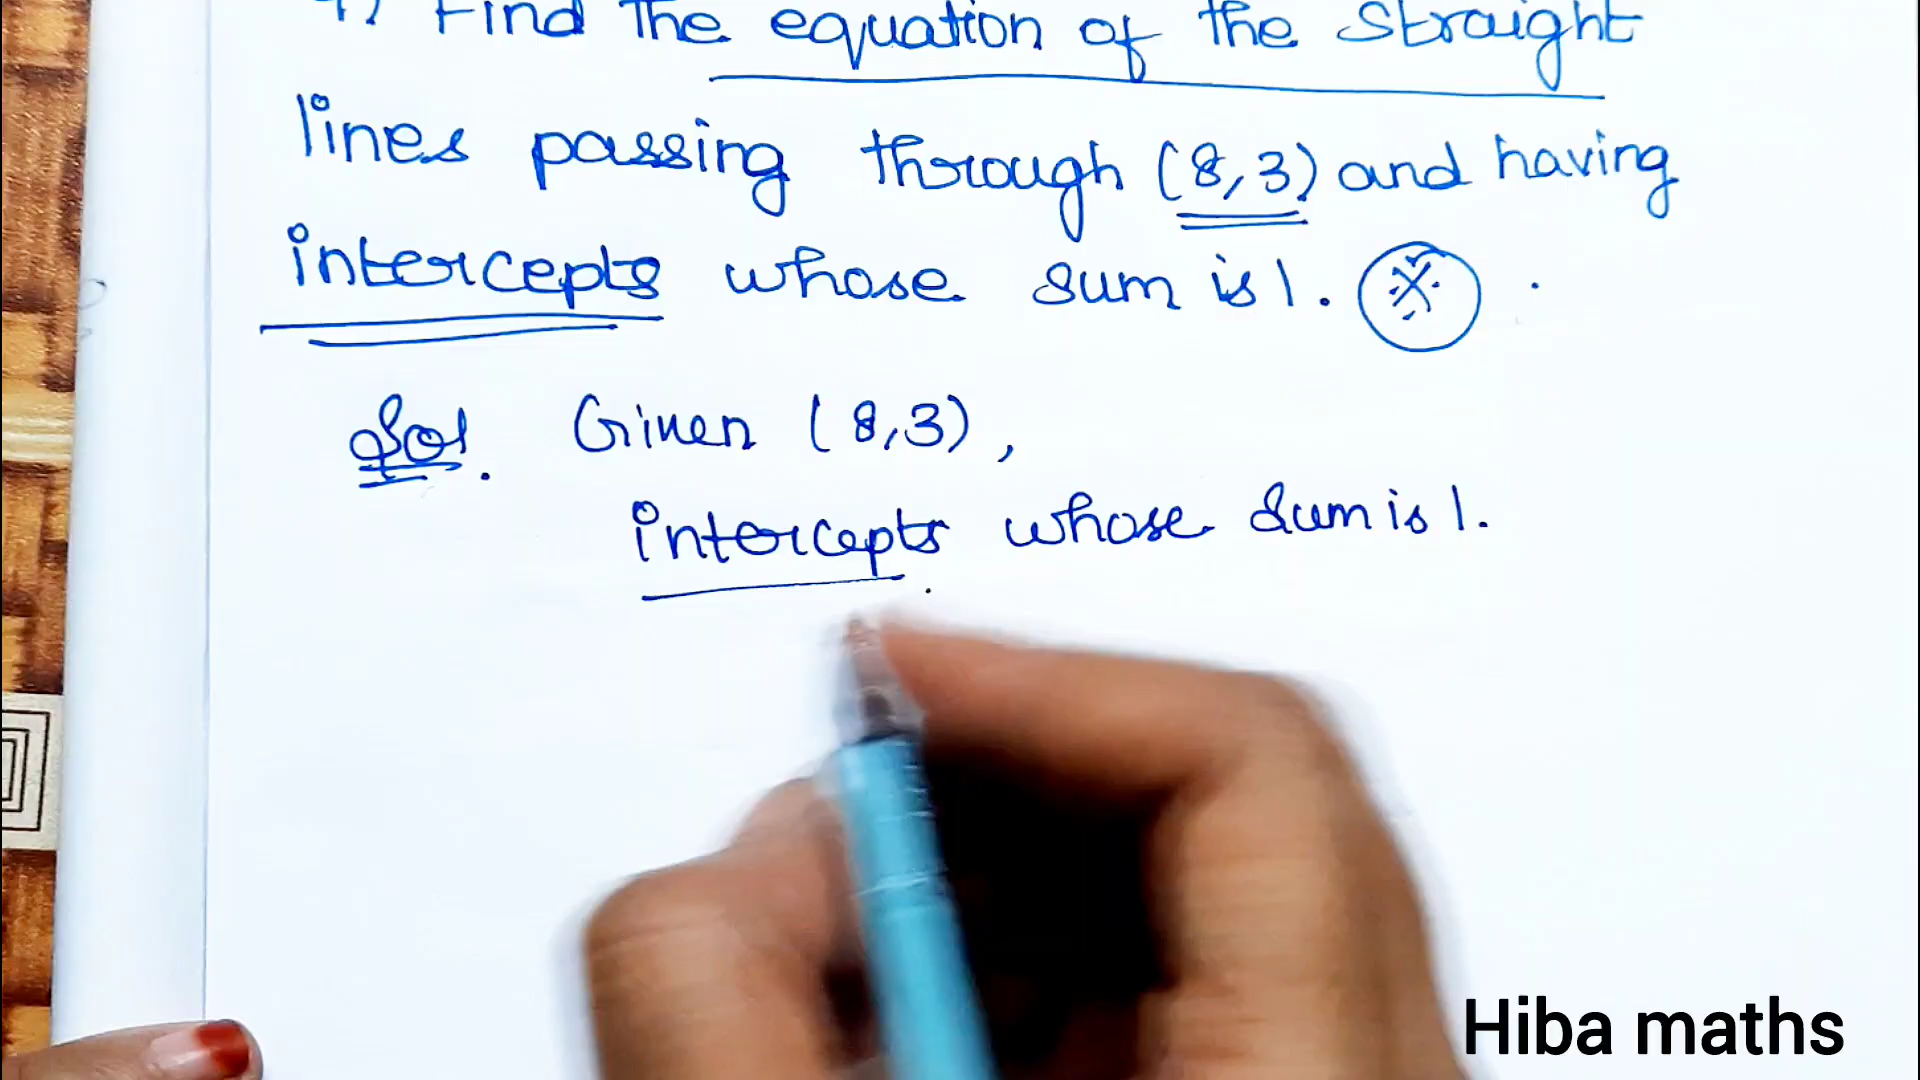 Find the equation of the straight
lines passing through (8,3) and having
intercepts whose sum is 1.
Sol. Given (8,3),
intercepts whose sum is 1.
Hiba maths